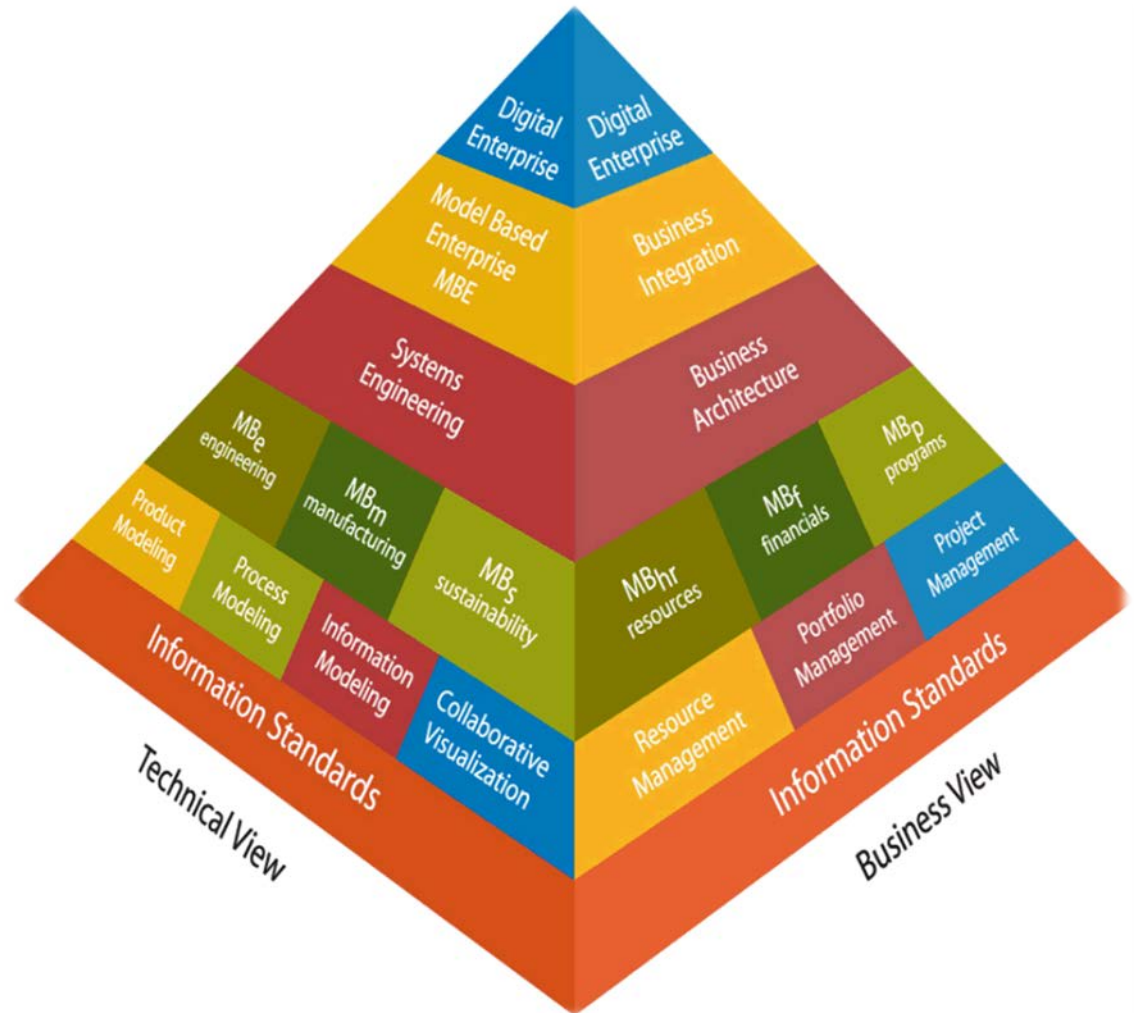 Digital
Enterprise
Digital
Enterprise
Model Based
Enterprise
MBE
Business
Integration
Systems
Engineering
Business
Architecture
MBe
engineering
MBm
manufacturing
MBs
sustainability
MBhr
resources
MBf
financials
MBp
programs
Product
Modeling
Process
Modeling
Information
Modeling
Collaborative
Visualization
Resource
Management
Portfolio
Management
Project
Management
Information Standards
Information Standards
Technical View
Business View